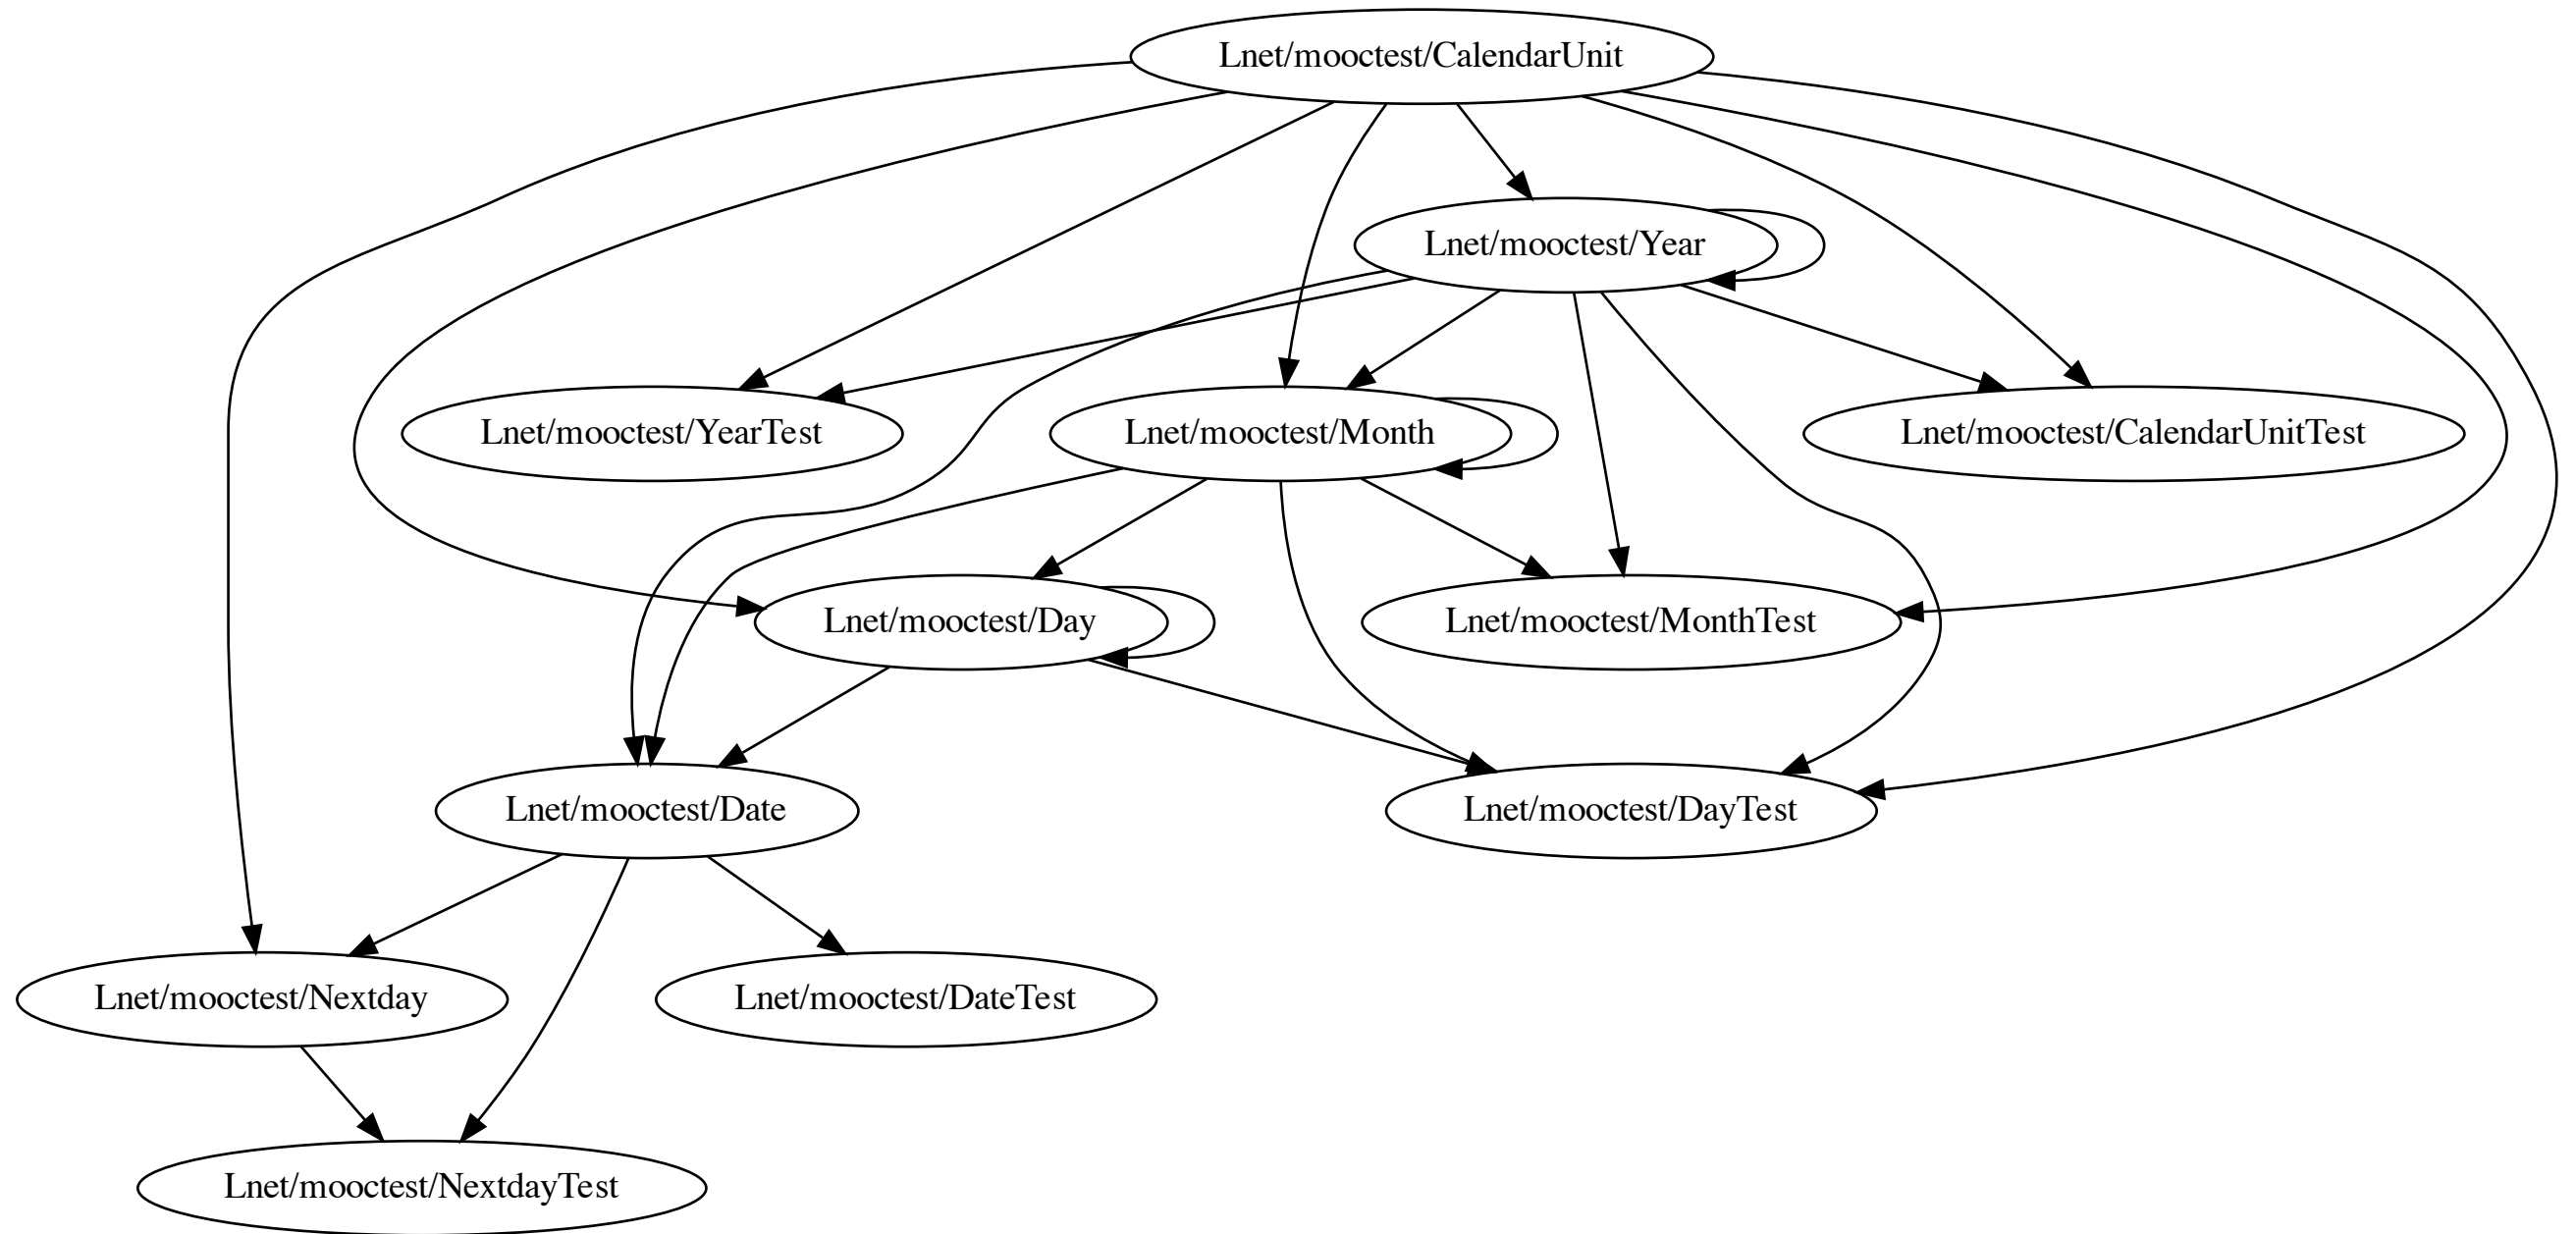 Lnet/mooctest/CalendarUnit
Lnet/mooctest/Year
Lnet/mooctest/YearTest
Lnet/mooctest/Month
Lnet/mooctest/CalendarUnitTest
Lnet/mooctest/Day
Lnet/mooctest/MonthTest
Lnet/mooctest/Date
Lnet/mooctest/DayTest
Lnet/mooctest/Nextday
Lnet/mooctest/DateTest
Lnet/mooctest/NextdayTest